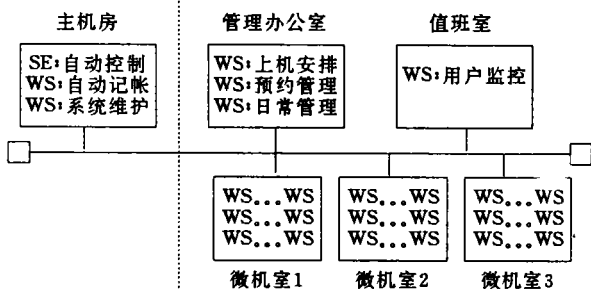 主机房
管理办公室
值班室
SE:自动控制
WS:自动记帐
WS:系统维护
WS:上机安排
WS:预约管理
WS:日常管理
WS:用户监控
WS...WS
WS...WS
WS...WS
WS...WS
WS...WS
WS...WS
WS...WS
WS...WS
WS...WS
微机室1
微机室2
微机室3